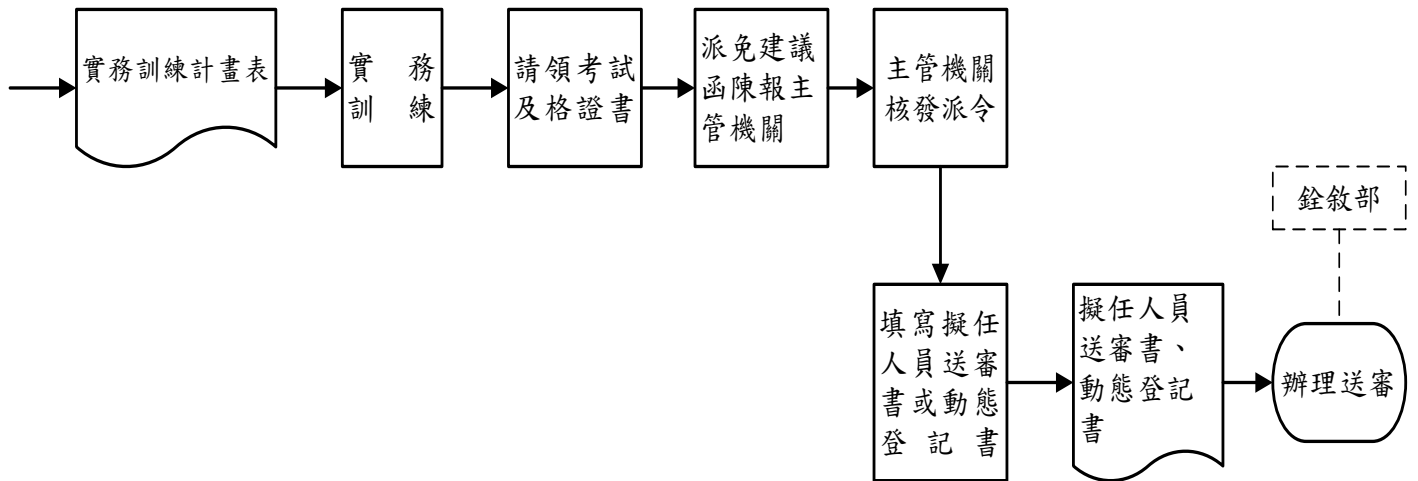 實務訓練計畫表
實務
訓練
請領考試
及格證書
派免建議
函陳報主
管機關
主管機關
核發派令
銓敘部
填寫擬任
人員送審
書或動態
登記書
擬任人員
送審書、
動態登記
書
辦理送審